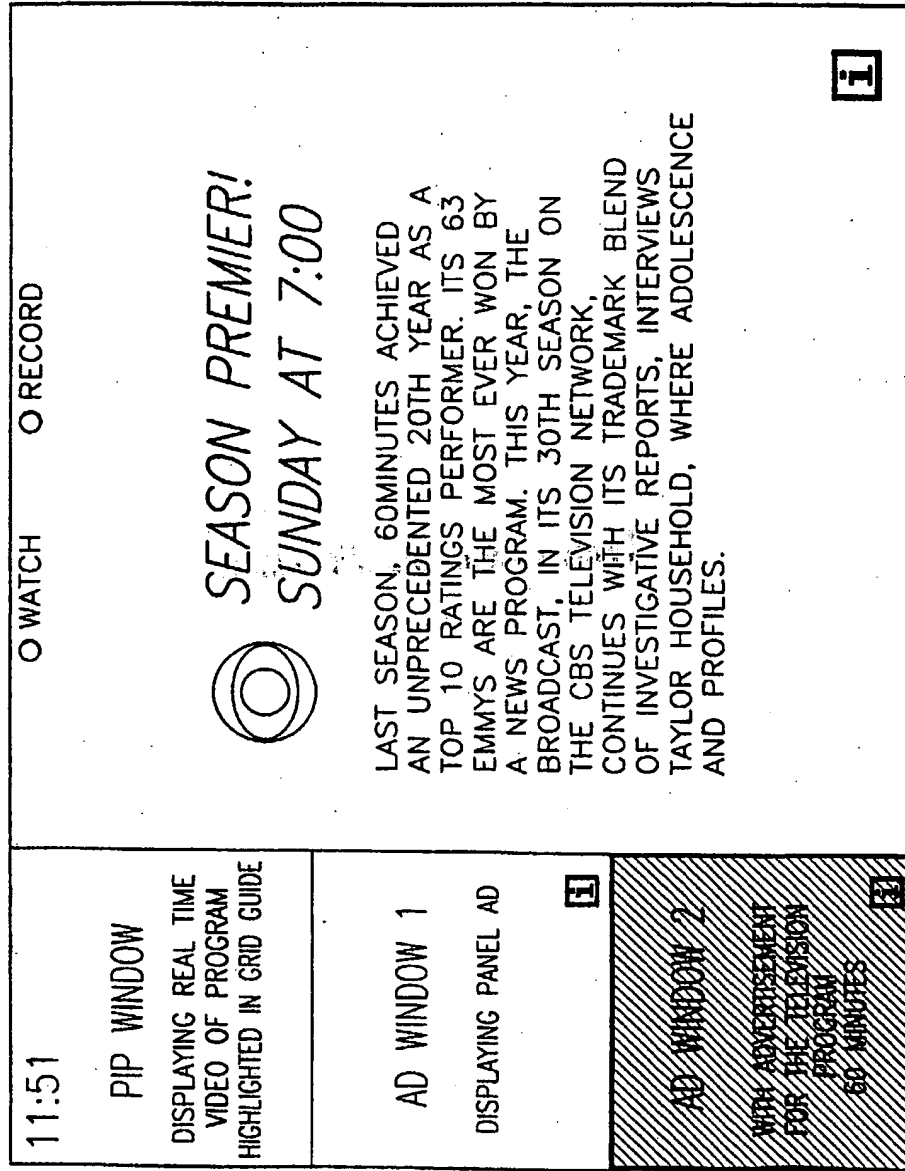 11:51
PIP WINDOW
DISPLAYING REAL TIME
VIDEO OF PROGRAM
HIGHLIGHTED IN GRID GUIDE
AD WINDOW 1
DISPLAYING PANEL AD
i
AD WINDOW 2
WITH ADVERTISEMENT
FOR THE TELEVISION
PROGRAM
60 MINUTES
i
O WATCH O RECORD
SEASON PREMIER!
SUNDAY AT 7:00
LAST SEASON, 60MINUTES ACHIEVED
AN UNPRECEDENTED 20TH YEAR AS A
TOP 10 RATINGS PERFORMER. ITS 63
EMMYS ARE THE MOST EVER WON BY
A NEWS PROGRAM. THIS YEAR, THE
BROADCAST, IN ITS 30TH SEASON ON
THE CBS TELEVISION NETWORK,
CONTINUES WITH ITS TRADEMARK BLEND
OF INVESTIGATIVE REPORTS, INTERVIEWS
TAYLOR HOUSEHOLD, WHERE ADOLESCENCE
AND PROFILES.
i